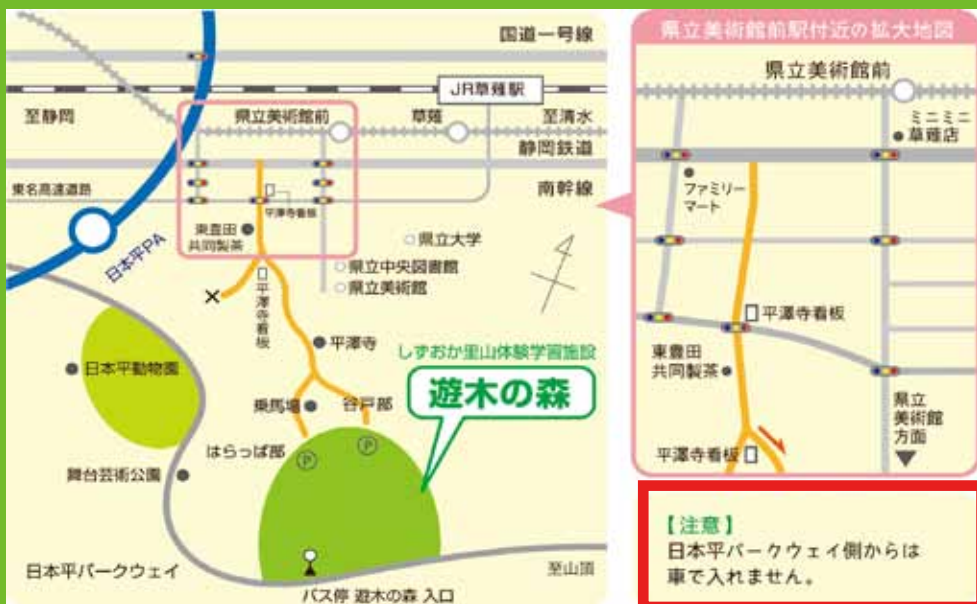 国道一号線
JR草薙駅
至静岡
県立美術館前
草薙
至清水
静岡鉄道
東名高速道路
南幹線
平澤寺看板
東豊田
共同製茶
日本平PA
県立大学
県立中央図書館
県立美術館
平澤寺看板
平澤寺
日本平動物園
しずおか里山体験学習施設
遊木の森
乗馬場
谷戸部
はらっぱ部
P
P
舞台芸術公園
日本平パークウェイ
至山頂
バス停 遊木の森 入口
県立美術館前駅付近の拡大地図
県立美術館前
ミニミニ
草薙店
ファミリー
マート
平澤寺看板
東豊田
共同製茶
県立
美術館
方面
平澤寺看板
【注意】
日本平パークウェイ側からは
車で入れません。